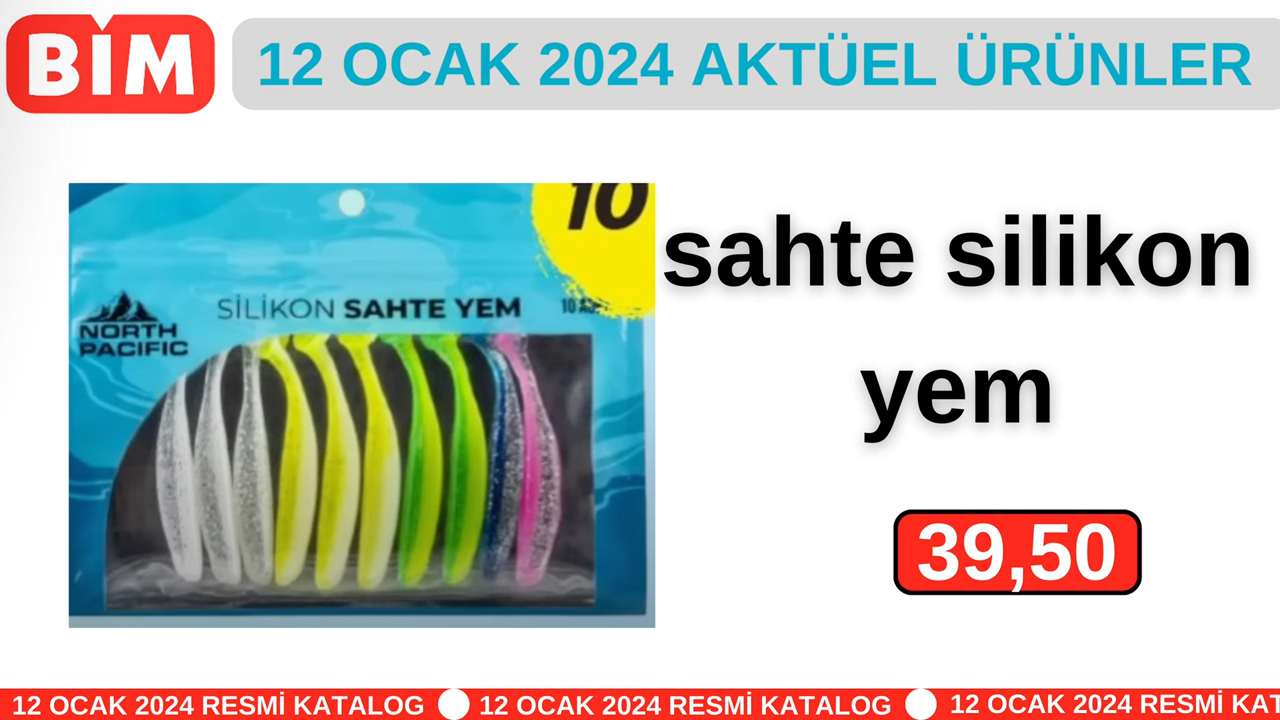 BİM
12 OCAK 2024 AKTÜEL ÜRÜNLER
10
SİLİKON SAHTE YEM
10
NORTH
PACIFIC
sahte silikon
yem
39,50
12 OCAK 2024 RESMİ KATALOG 12 OCAK 2024 RESMİ KATALOG 12 OCAK 2024 RESMİ KAT